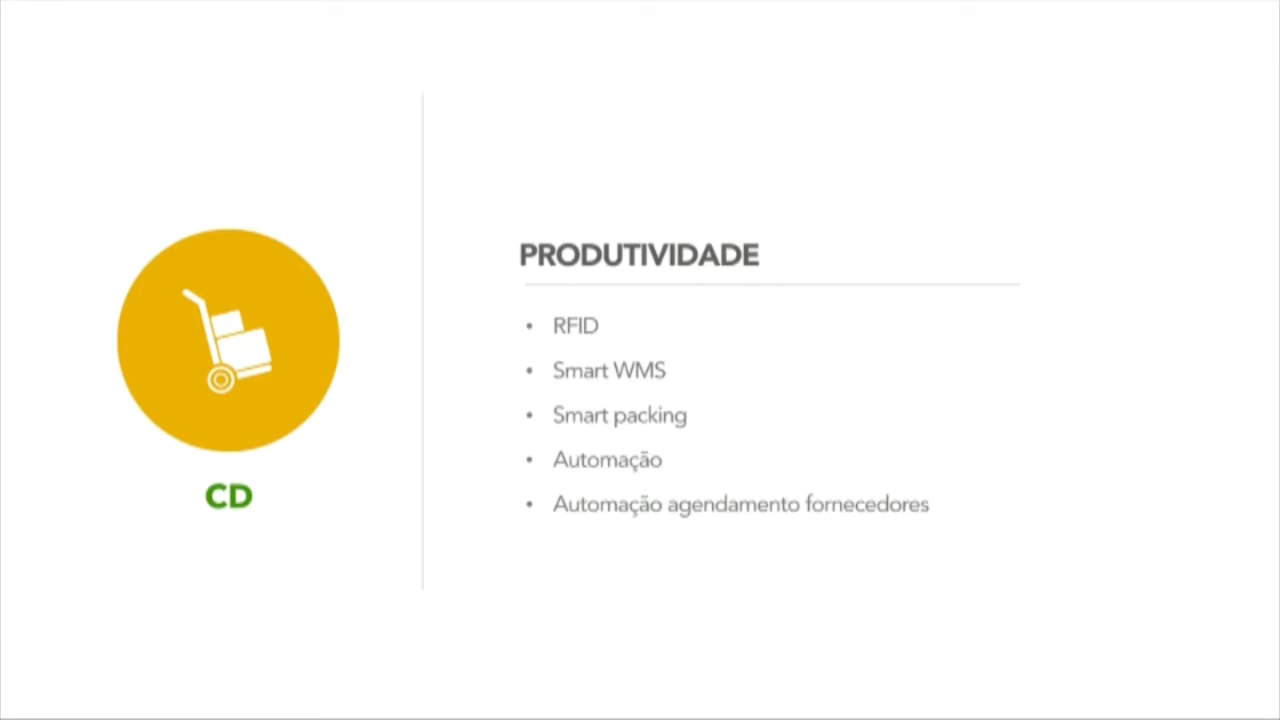 CD
PRODUTIVIDADE
• RFID
• Smart WMS
• Smart packing
• Automação
• Automação agendamento fornecedores